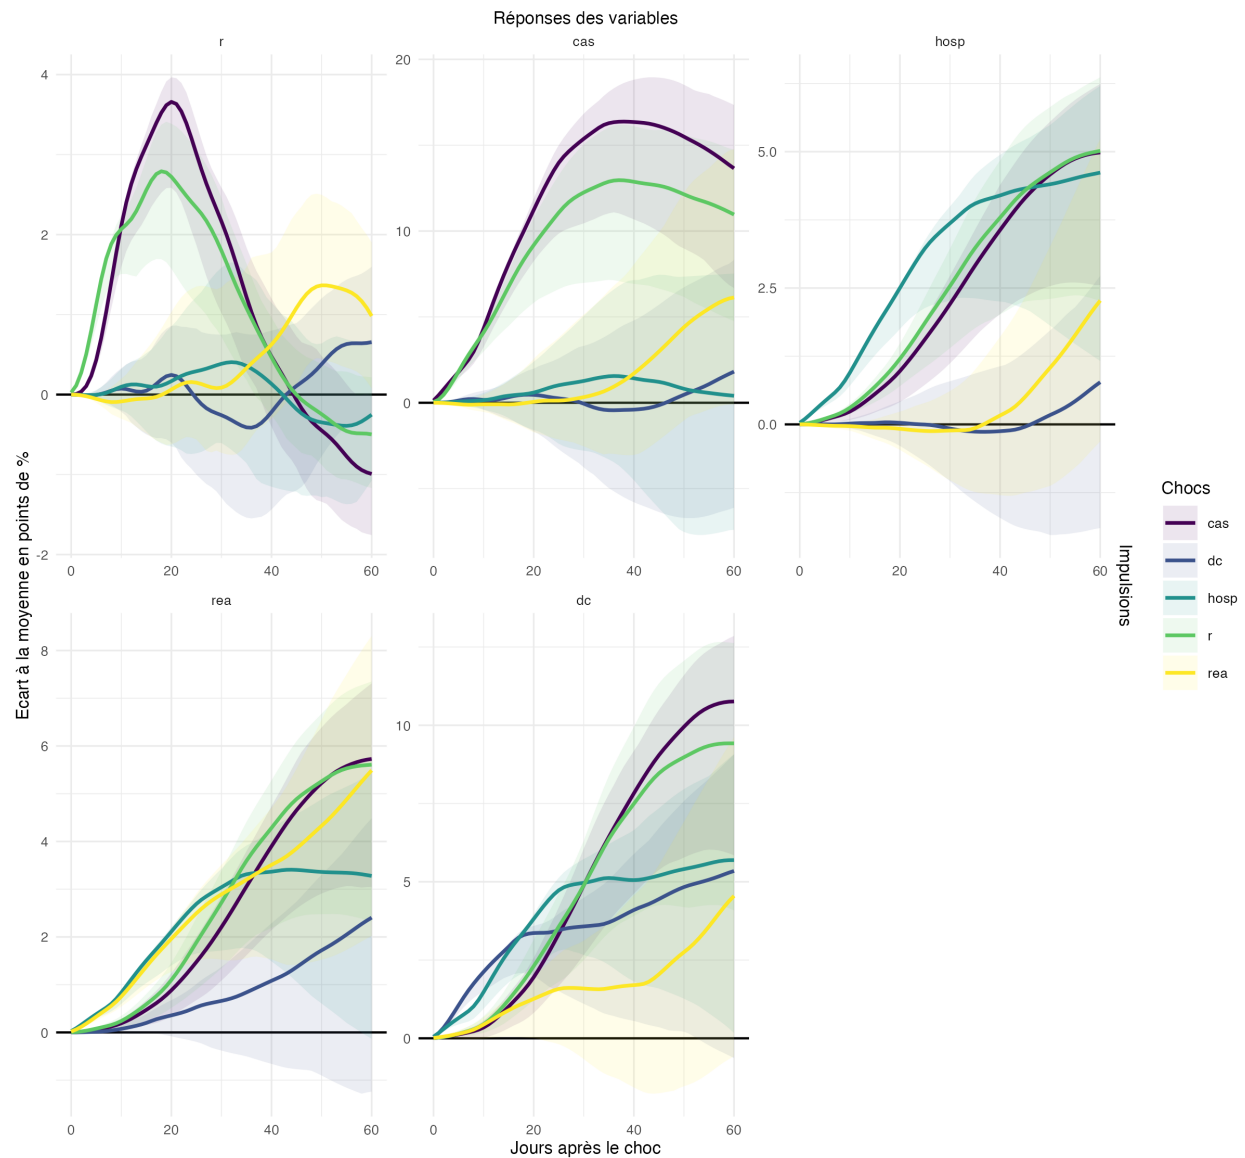 Réponses des variables
r
cas
hosp
4
2
0
-2
20
10
0
5.0
2.5
0.0
0 20 40 60
0 20 40 60
0 20 40 60
rea
dc
8
6
4
2
0
10
5
0
0 20 40 60
0 20 40 60
Jours après le choc
Ecart à la moyenne en points de %
Impulsions
Chocs
cas
dc
hosp
r
rea